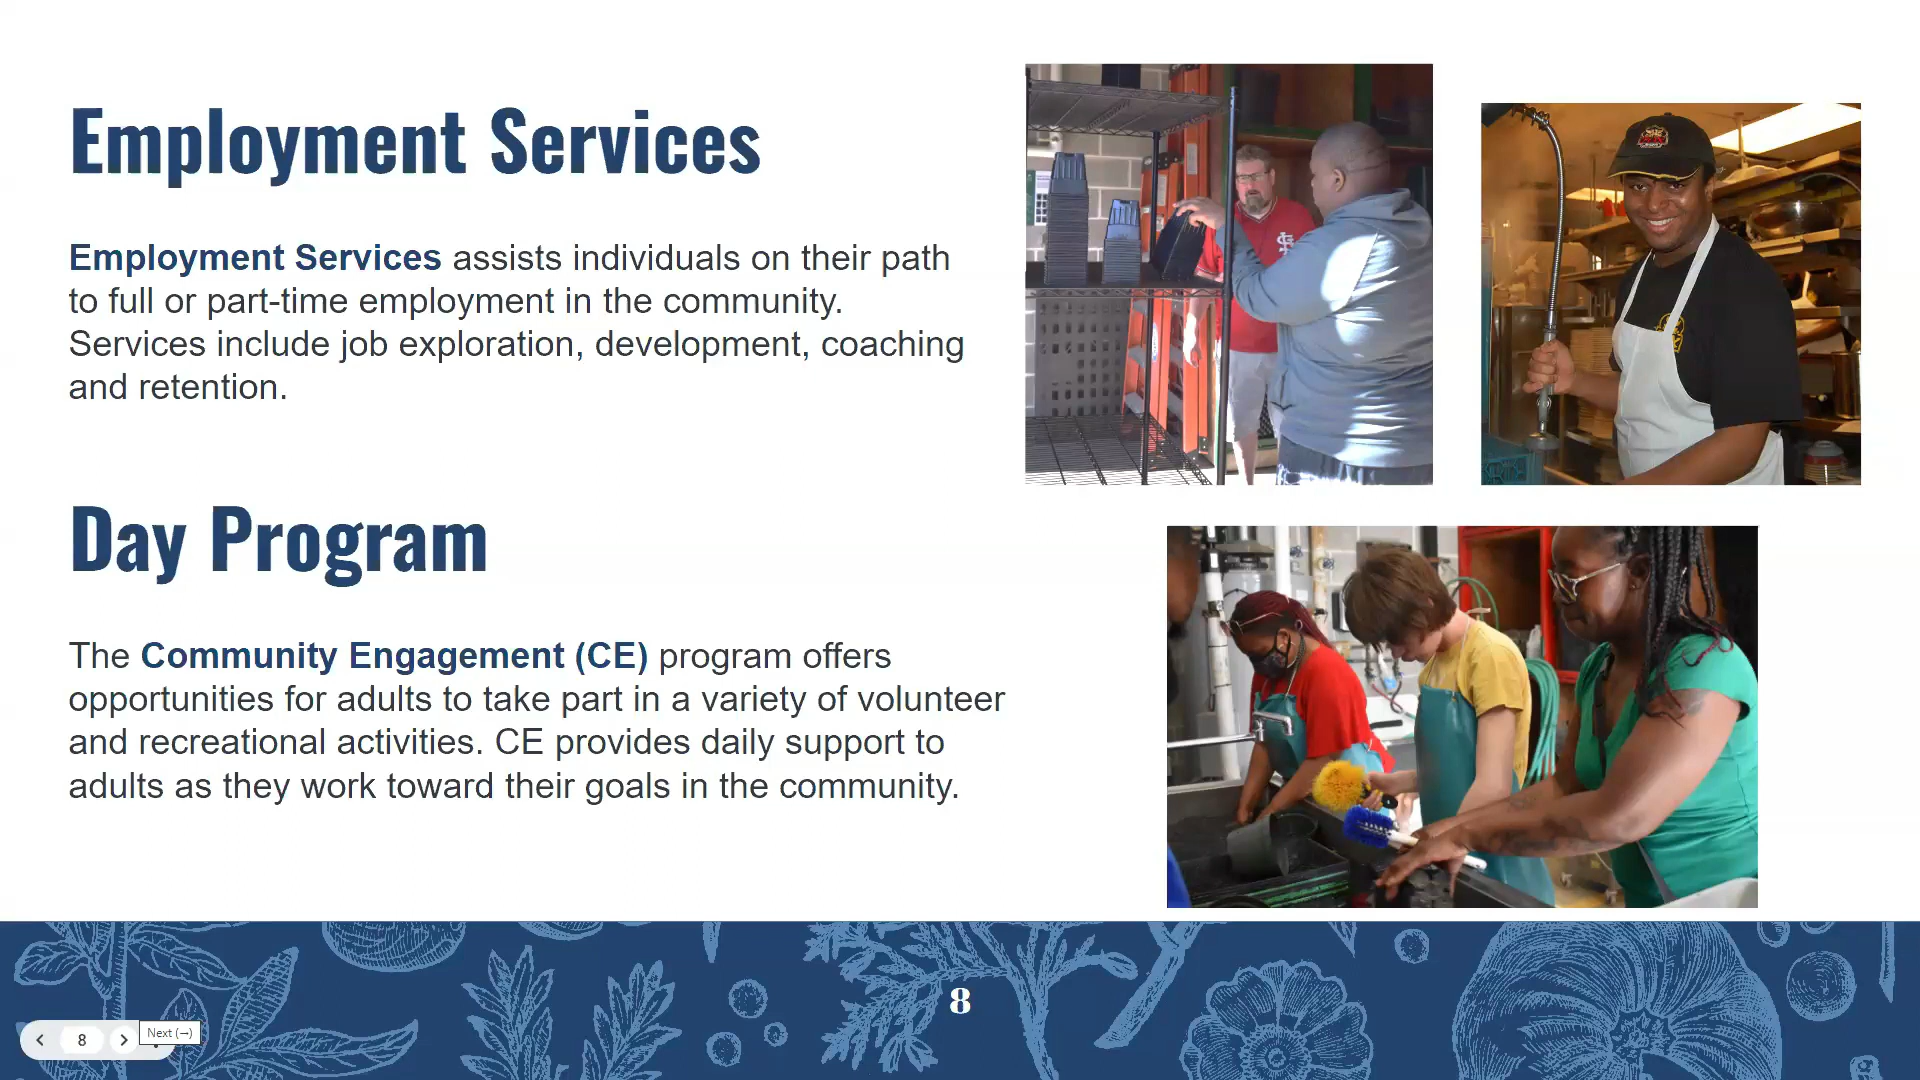 Employment Services
Employment Services assists individuals on their path
to full or part-time employment in the community.
Services include job exploration, development, coaching
and retention.
Day Program
The Community Engagement (CE) program offers
opportunities for adults to take part in a variety of volunteer
and recreational activities. CE provides daily support to
adults as they work toward their goals in the community.
8
8
Next (→)